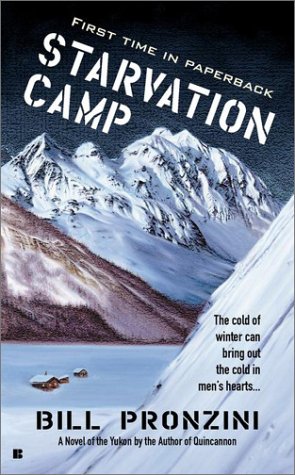 FIRST TIME IN PAPERBACK
STARVATION
CAMP
The cold of
winter can
bring out
the cold in
men's hearts...
BILL PRONZINI
B
A Novel of the Yukon by the Author of Quincannon